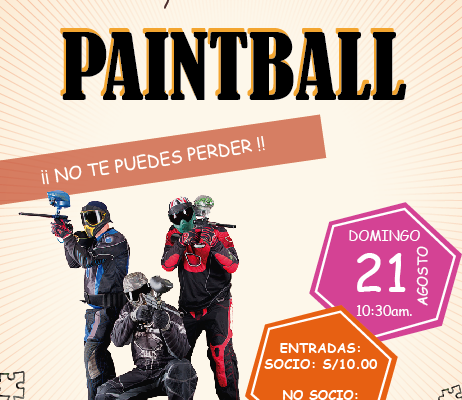 PAINTBALL
¡¡ NO TE PUEDES PERDER !!
DOMINGO
21
AGOSTO
10:30am.
ENTRADAS:
SOCIO: S/10.00
NO SOCIO: